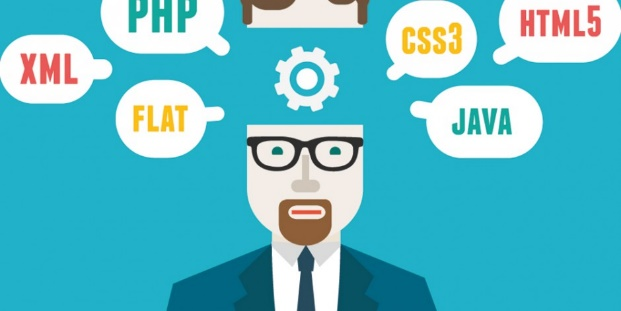 PHP
CSS3
HTML5
XML
FLAT
JAVA